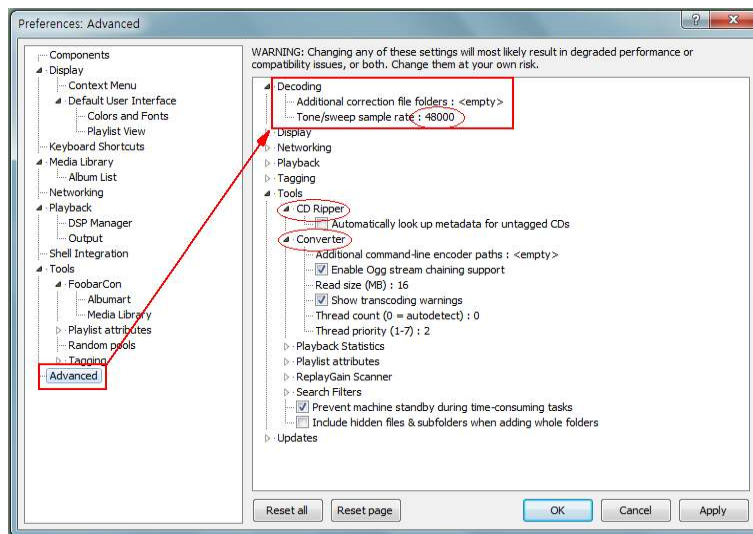 Preferences: Advanced
Components
Display
Context Menu
Default User Interface
Colors and Fonts
Playlist View
Keyboard Shortcuts
Media Library
Album List
Networking
Playback
DSP Manager
Output
Shell Integration
Tools
FoobarCon
Albumart
Media Library
Playlist attributes
Random pools
Tagging
Advanced
WARNING: Changing any of these settings will most likely result in degraded performance or
compatibility issues, or both. Change them at your own risk.
Decoding
Additional correction file folders : <empty>
Tone/sweep sample rate : 48000
Display
Networking
Playback
Tagging
Tools
CD Ripper
Automatically look up metadata for untagged CDs
Converter
Additional command-line encoder paths : <empty>
Enable Ogg stream chaining support
Read size (MB) : 16
Show transcoding warnings
Thread count (0 = autodetect) : 0
Thread priority (1-7) : 2
Playback Statistics
Playlist attributes
ReplayGain Scanner
Search Filters
Prevent machine standby during time-consuming tasks
Include hidden files & subfolders when adding whole folders
Updates
Reset all
Reset page
OK
Cancel
Apply